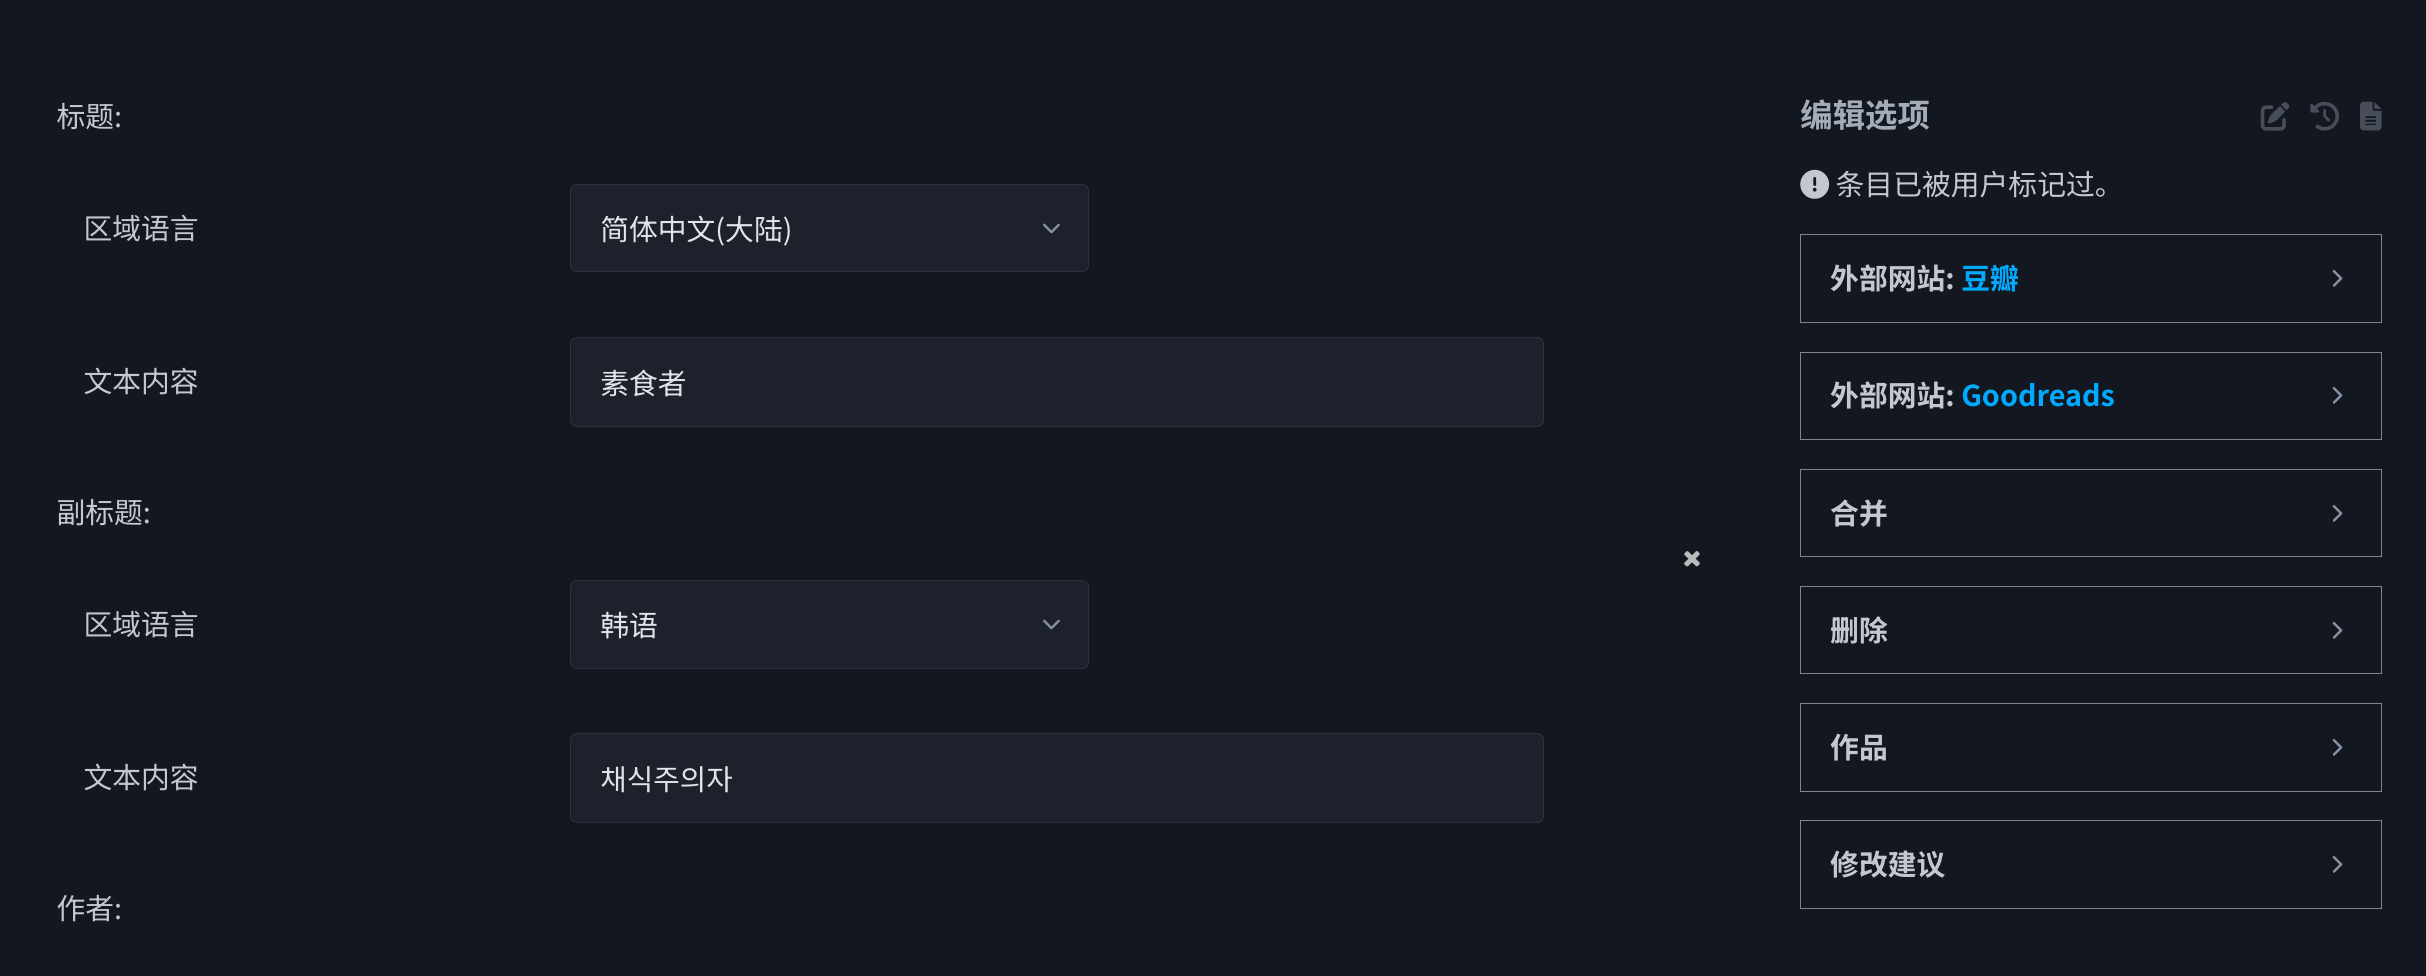 标题:
区域语言
简体中文(大陆)
文本内容
素食者
副标题:
区域语言
韩语
文本内容
채식주의자
作者:
编辑选项
条目已被用户标记过。
外部网站: 豆瓣
外部网站: Goodreads
合并
删除
作品
修改建议